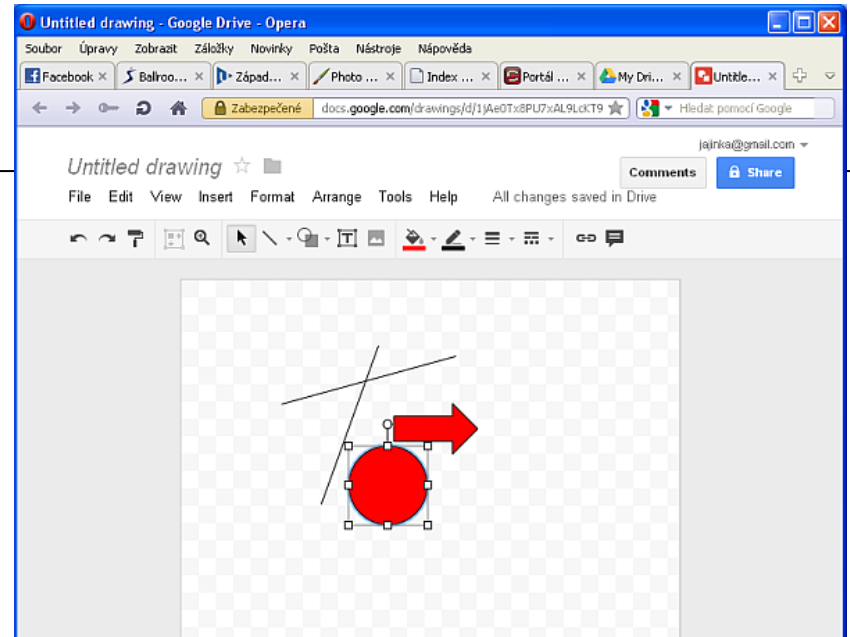 Untitled drawing - Google Drive - Opera
Soubor Úpravy Zobrazit Záložky Novinky Pošta Nástroje Nápověda
Facebook Ballroo... Západ... Photo ... Index ... Portál ... My Dri... Untitle...
Zabezpečené docs.google.com/drawings/d/ Hledat pomocí Google
jajinka@gmail.com
Untitled drawing Comments Share
File Edit View Insert Format Arrange Tools Help All changes saved in Drive